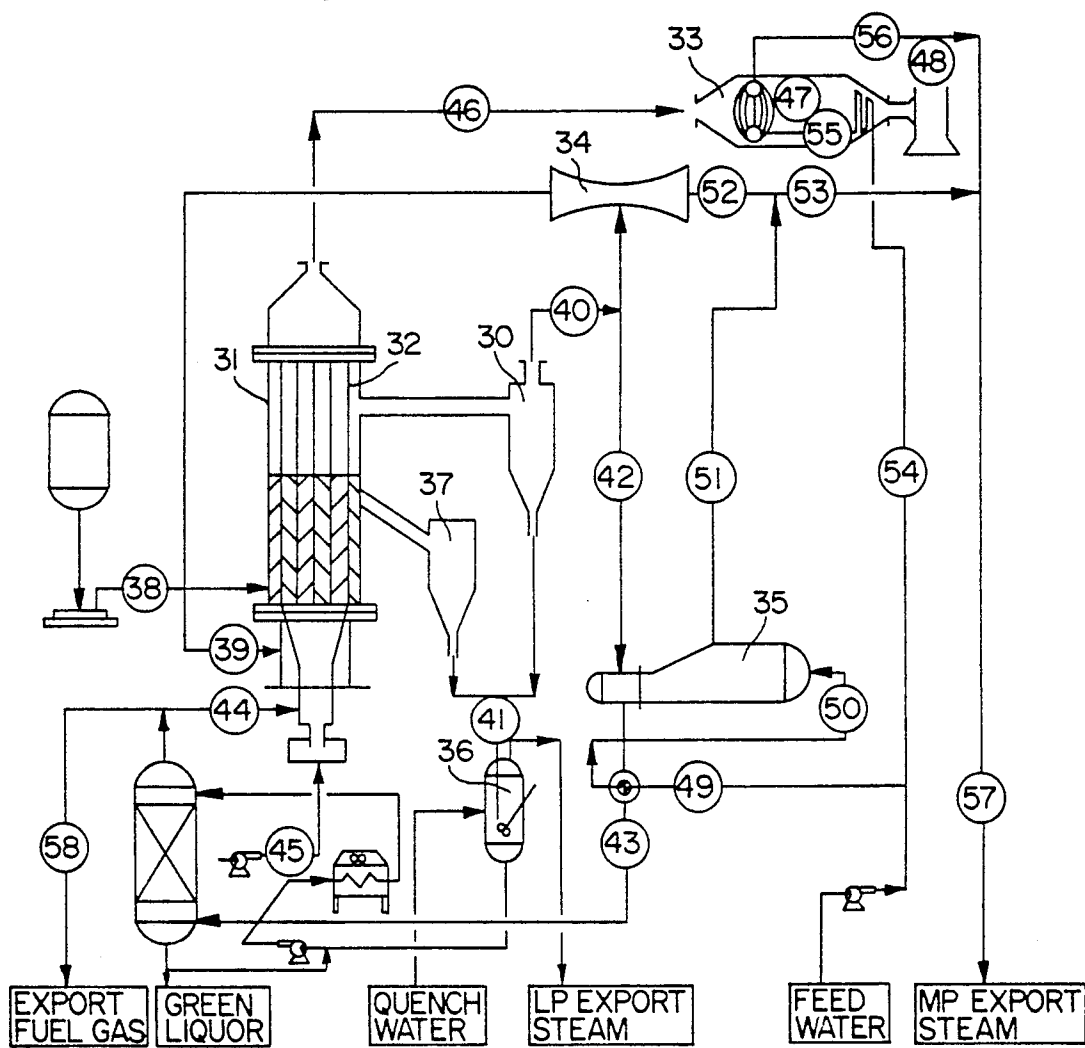 33
56
48
46
47
55
34
52
53
40
31
32
30
42
51
54
37
38
35
39
44
41
50
36
49
57
58
45
43
EXPORT
FUEL GAS
GREEN
LIQUOR
QUENCH
WATER
LP EXPORT
STEAM
FEED
WATER
MP EXPORT
STEAM